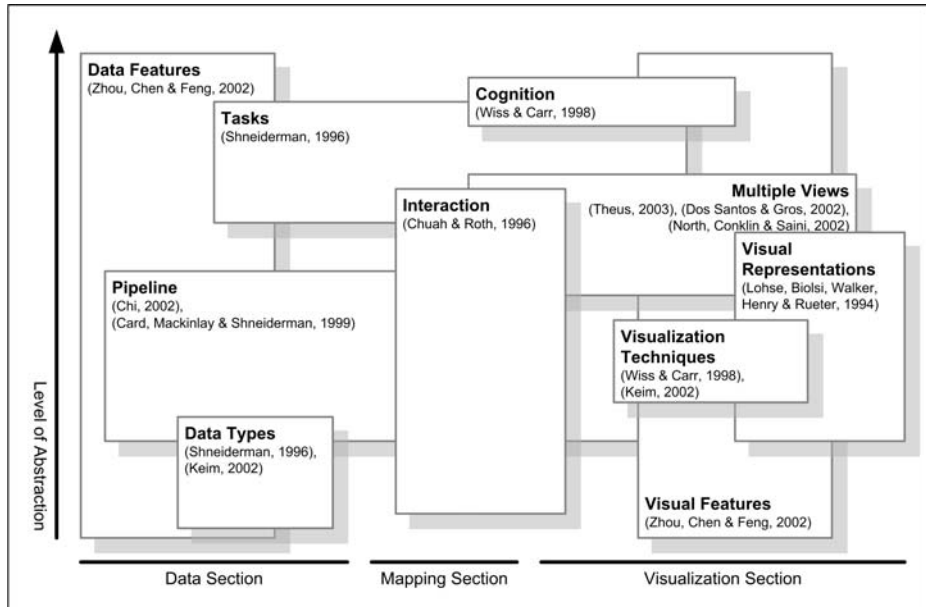 Data Features
(Zhou, Chen & Feng, 2002)
Tasks
(Shneiderman, 1996)
Cognition
(Wiss & Carr, 1998)
Interaction
(Chuah & Roth, 1996)
Multiple Views
(Theus, 2003), (Dos Santos & Gros, 2002),
(North, Conklin & Saini, 2002)
Visual
Representations
(Lohse, Biolsi, Walker,
Henry & Rueter, 1994)
Pipeline
(Chi, 2002),
(Card, Mackinlay & Shneiderman, 1999)
Visualization
Techniques
(Wiss & Carr, 1998),
(Keim, 2002)
Data Types
(Shneiderman, 1996),
(Keim, 2002)
Visual Features
(Zhou, Chen & Feng, 2002)
Level of Abstraction
Data Section
Mapping Section
Visualization Section